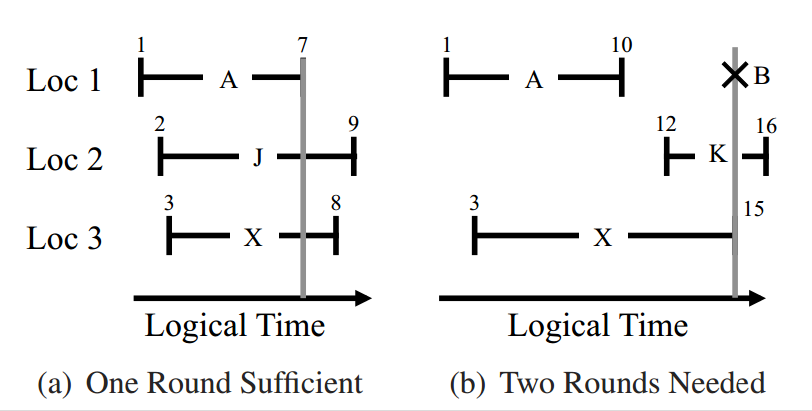 1 7 1 10
Loc 1 A A B
2 9 12 16
Loc 2 J K
3 8 3 15
Loc 3 X X
Logical Time Logical Time
(a) One Round Sufficient (b) Two Rounds Needed